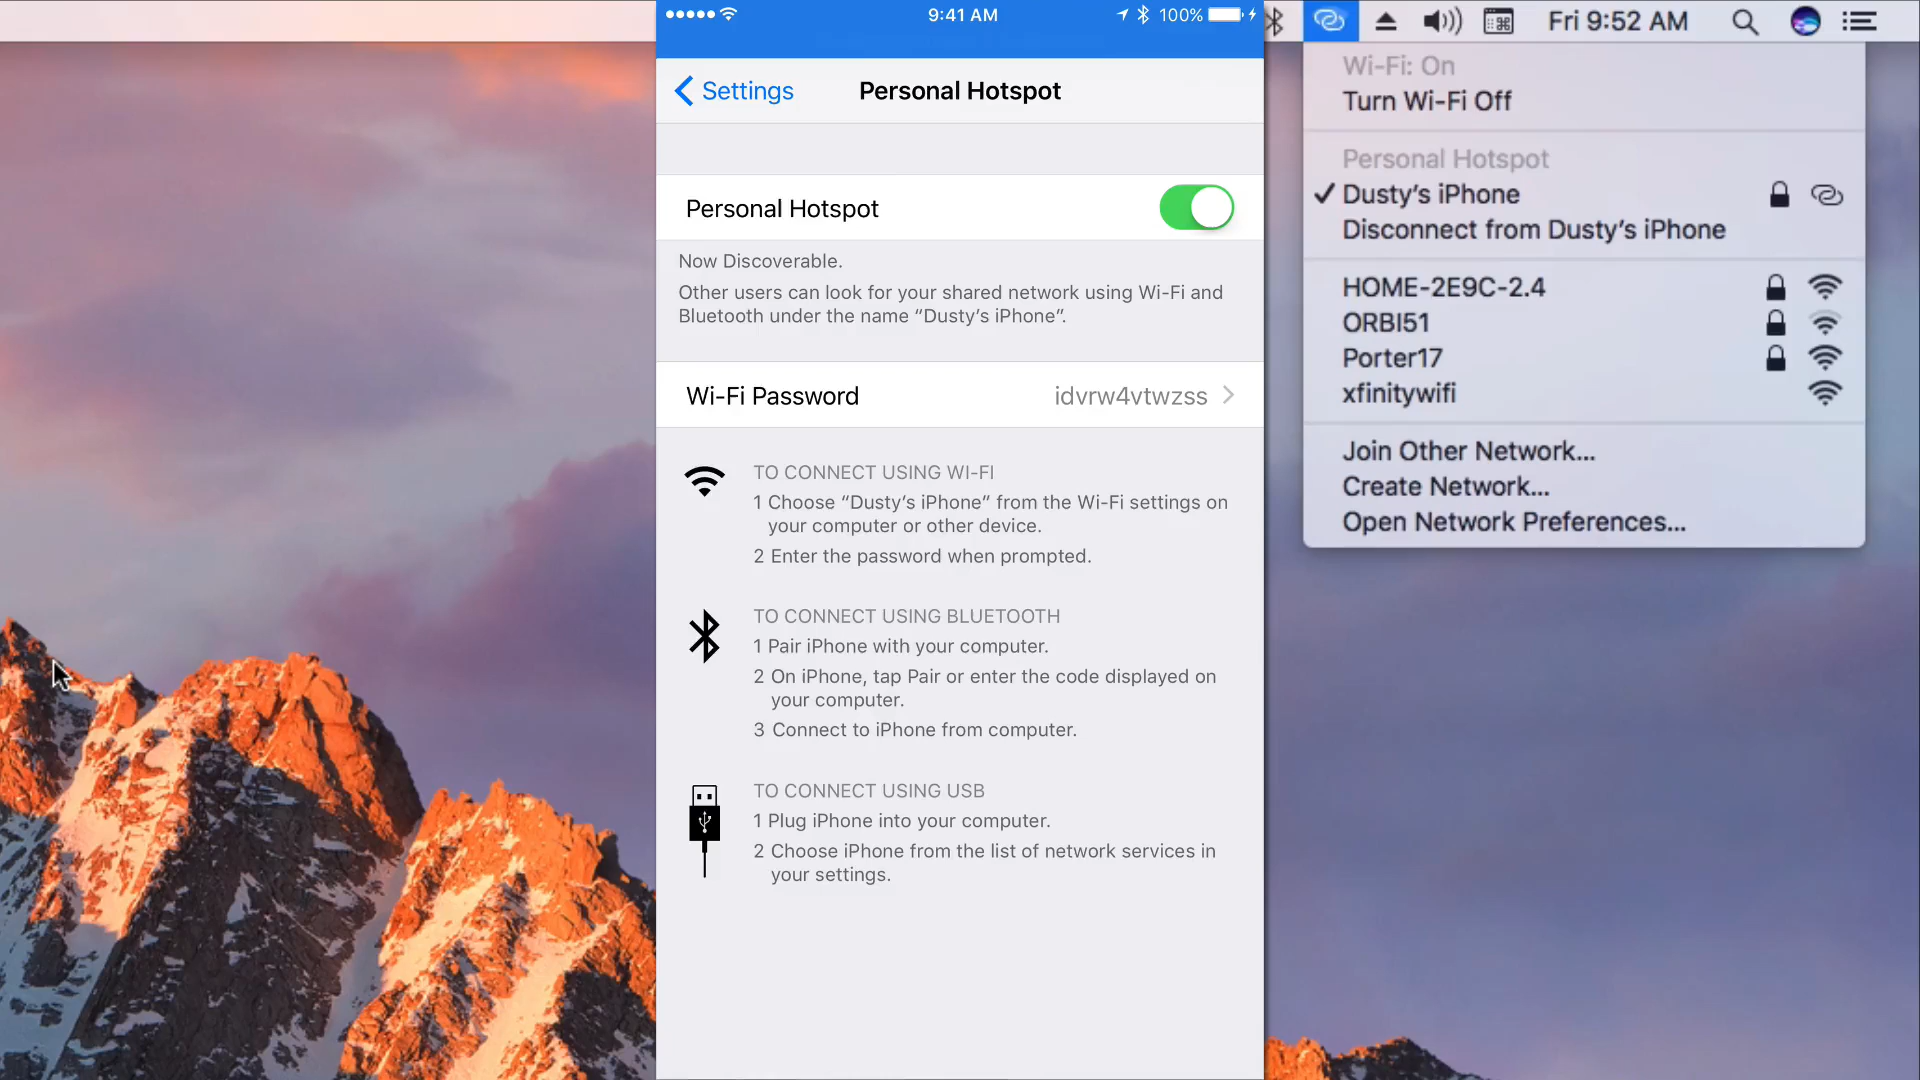 9:41 AM
100%
Settings
Personal Hotspot
Personal Hotspot
Now Discoverable.
Other users can look for your shared network using Wi-Fi and
Bluetooth under the name “Dusty’s iPhone”.
Wi-Fi Password idvrw4vtwzss
TO CONNECT USING WI-FI
1 Choose “Dusty’s iPhone” from the Wi-Fi settings on
your computer or other device.
2 Enter the password when prompted.
TO CONNECT USING BLUETOOTH
1 Pair iPhone with your computer.
2 On iPhone, tap Pair or enter the code displayed on
your computer.
3 Connect to iPhone from computer.
TO CONNECT USING USB
1 Plug iPhone into your computer.
2 Choose iPhone from the list of network services in
your settings.
Fri 9:52 AM
Wi-Fi: On
Turn Wi-Fi Off
Personal Hotspot
Dusty’s iPhone
Disconnect from Dusty’s iPhone
HOME-2E9C-2.4
ORBI51
Porter17
xfinitywifi
Join Other Network...
Create Network...
Open Network Preferences...